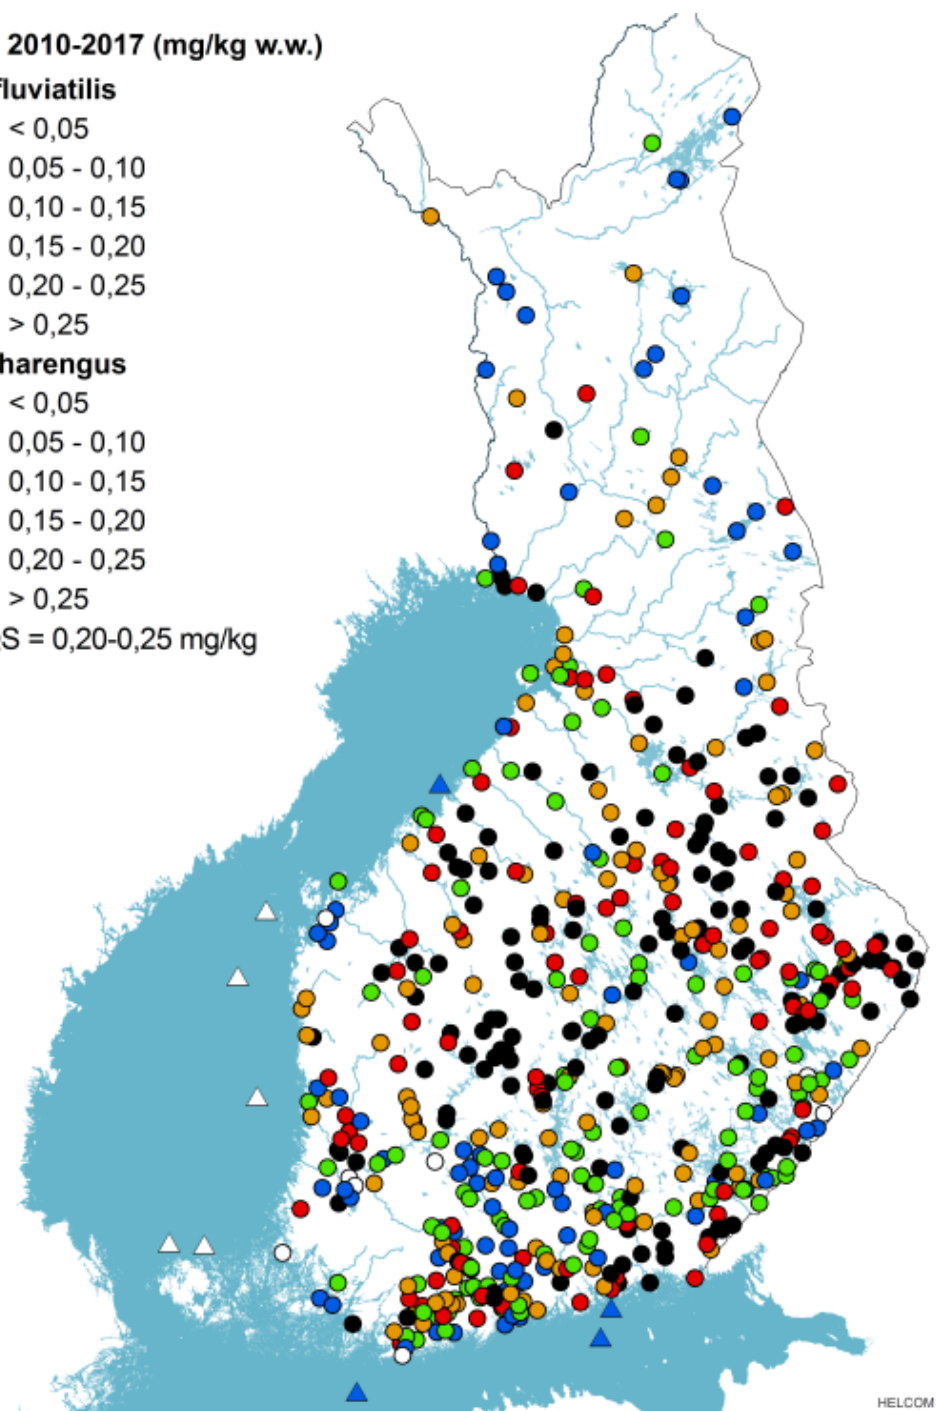 2010-2017 (mg/kg w.w.)
fluviatilis
< 0,05
0,05 - 0,10
0,10 - 0,15
0,15 - 0,20
0,20 - 0,25
> 0,25
harengus
< 0,05
0,05 - 0,10
0,10 - 0,15
0,15 - 0,20
0,20 - 0,25
> 0,25
QS = 0,20-0,25 mg/kg
HELCOM